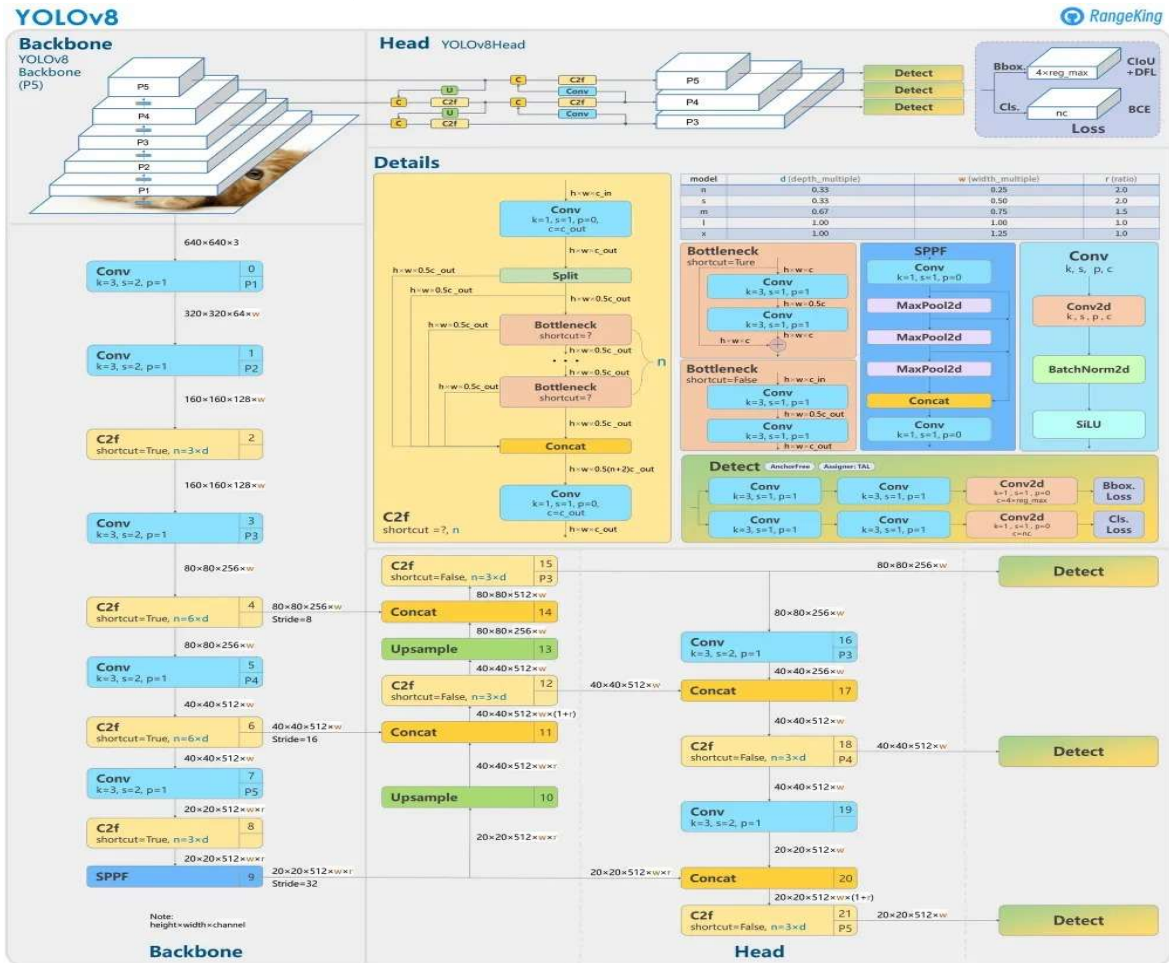 YOLOv8
RangeKing
Backbone
YOLOv8
Backbone
(P5)
P5
P4
P3
P2
P1
Head YOLOv8Head
U
C
C2f
U
C
C2f
C
C2f
Conv
C
C2f
Conv
P5
P4
P3
Detect
Detect
Detect
Bbox.
4×reg_max
CIoU
+DFL
Cls.
nc
BCE
Loss
640×640×3
Conv 0
k=3, s=2, p=1 P1
320×320×64×w
Conv 1
k=3, s=2, p=1 P2
160×160×128×w
C2f 2
shortcut=True, n=3×d
160×160×128×w
Conv 3
k=3, s=2, p=1 P3
80×80×256×w
C2f 4
shortcut=True, n=6×d
80×80×256×w
Stride=8
80×80×256×w
Conv 5
k=3, s=2, p=1 P4
40×40×512×w
C2f 6
shortcut=True, n=6×d
40×40×512×w
Stride=16
40×40×512×w
Conv 7
k=3, s=2, p=1 P5
20×20×512×w×r
C2f 8
shortcut=True, n=3×d
20×20×512×w×r
SPPF 9
20×20×512×w×r
Stride=32
Note:
height×width×channel
Backbone
Details
h×w×c_in
Conv
k=1, s=1, p=0,
c=c_out
h×w×c_out
Split
h×w×0.5c_out
h×w×0.5c_out
h×w×0.5c_out
h×w×0.5c_out
Bottleneck
shortcut=?
h×w×0.5c_out
h×w×0.5c_out
h×w×0.5c_out
Bottleneck
shortcut=?
n
h×w×0.5c_out
Concat
h×w×0.5(n+2)c_out
Conv
k=1, s=1, p=0,
c=c_out
h×w×c_out
C2f
shortcut =?, n
model d (depth_multiple) w (width_multiple) r (ratio)
n 0.33 0.25 2.0
s 0.33 0.50 2.0
m 0.67 0.75 1.5
l 1.00 1.00 1.0
x 1.00 1.25 1.0
Bottleneck
shortcut=Ture
h×w×c
Conv
k=3, s=1, p=1
h×w×0.5c
Conv
k=3, s=1, p=1
h×w×c
h×w×c
Bottleneck
shortcut=False
h×w×c_in
Conv
k=3, s=1, p=1
h×w×0.5c_out
Conv
k=3, s=1, p=1
h×w×c_out
SPPF
Conv
k=1, s=1, p=0
MaxPool2d
MaxPool2d
MaxPool2d
Concat
Conv
k=1, s=1, p=0
Conv
k, s, p, c
Conv2d
k, s, p, c
BatchNorm2d
SiLU
Detect AnchorFree Assigner: TAL
Conv
k=3, s=1, p=1
Conv
k=3, s=1, p=1
Conv2d
k=1, s=1, p=0
c=4×reg_max
Bbox.
Loss
Conv
k=3, s=1, p=1
Conv
k=3, s=1, p=1
Conv2d
k=1, s=1, p=0
c=nc
Cls.
Loss
C2f 15
shortcut=False, n=3×d P3
80×80×256×w
Detect
80×80×512×w
Concat 14
80×80×256×w
Upsample 13
40×40×512×w
C2f 12
shortcut=False, n=3×d
40×40×512×w
40×40×512×w×(1+r)
Concat 11
40×40×512×w×r
Upsample 10
20×20×512×w×r
20×20×512×w×r
80×80×256×w
Conv 16
k=3, s=2, p=1 P3
40×40×256×w
Concat 17
40×40×512×w
C2f 18
shortcut=False, n=3×d P4
40×40×512×w
Detect
40×40×512×w
Conv 19
k=3, s=2, p=1
20×20×512×w
Concat 20
20×20×512×w×(1+r)
C2f 21
shortcut=False, n=3×d P5
20×20×512×w
Detect
Head